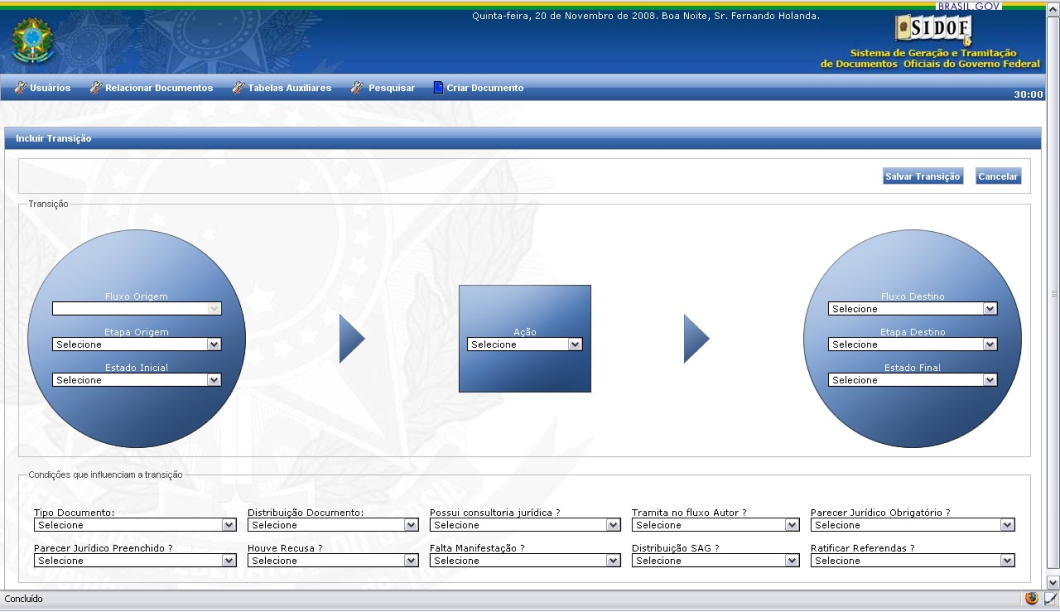 BRASIL.GOV
Quinta-feira, 20 de Novembro de 2008. Boa Noite, Sr. Fernando Holanda.
SIDOF
Sistema de Geração e Tramitação
de Documentos Oficiais do Governo Federal
Usuários Relacionar Documentos Tabelas Auxiliares Pesquisar Criar Documento
30:00
Incluir Transição
Salvar Transição Cancelar
Transição
Fluxo Origem
Etapa Origem
Selecione
Estado Inicial
Selecione
Ação
Selecione
Fluxo Destino
Selecione
Etapa Destino
Selecione
Estado Final
Selecione
Condições que influenciam a transição
Tipo Documento: Distribuição Documento: Possui consultoria jurídica ? Tramita no fluxo Autor ? Parecer Jurídico Obrigatório ?
Selecione Selecione Selecione Selecione Selecione
Parecer Jurídico Preenchido ? Houve Recusa ? Falta Manifestação ? Distribuição SAG ? Ratificar Referendas ?
Selecione Selecione Selecione Selecione Selecione
Concluído